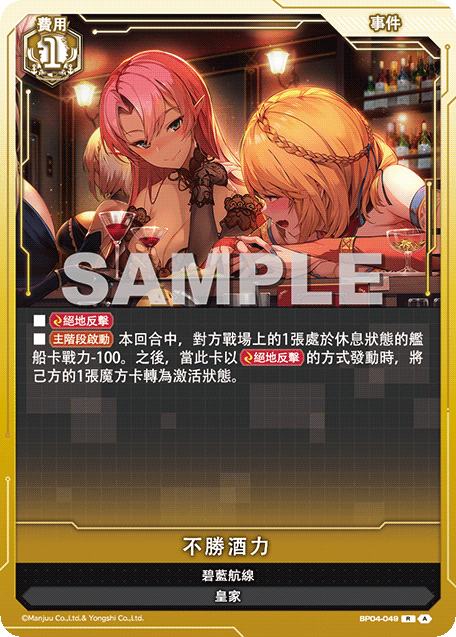 費用
1
事件
SAMPLE
■ 絕地反擊
■ 主階段啟動 本回合中，對方戰場上的1張處於休息狀態的艦
船卡戰力-100。之後，當此卡以 絕地反擊 的方式發動時，將
己方的1張魔方卡轉為激活狀態。
不勝酒力
碧藍航線
皇家
©Manjuu Co.,Ltd.& Yongshi Co.,Ltd.
BP04-049 R A